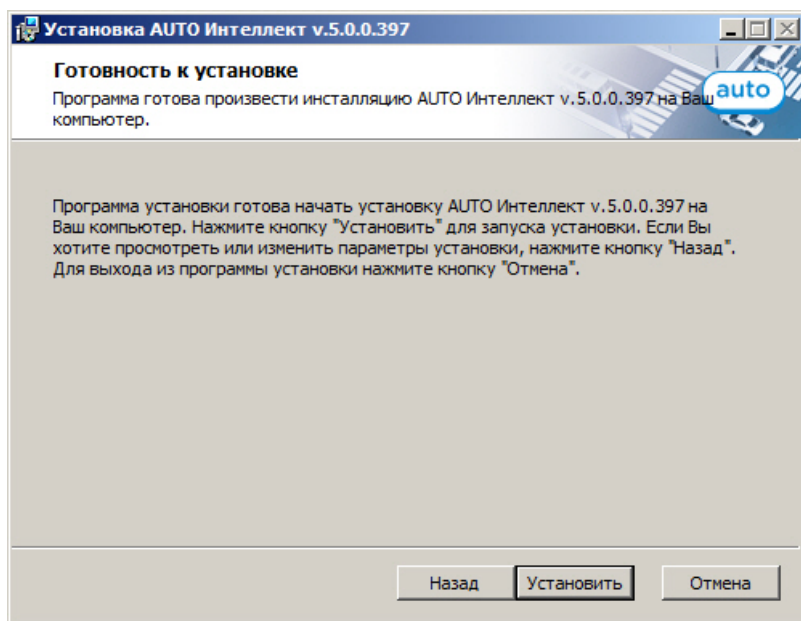 Установка AUTO Интеллект v.5.0.0.397
Готовность к установке
Программа готова произвести инсталляцию AUTO Интеллект v.5.0.0.397 на Ваш
компьютер.
auto
Программа установки готова начать установку AUTO Интеллект v.5.0.0.397 на
Ваш компьютер. Нажмите кнопку "Установить" для запуска установки. Если Вы
хотите просмотреть или изменить параметры установки, нажмите кнопку "Назад".
Для выхода из программы установки нажмите кнопку "Отмена".
Назад Установить Отмена